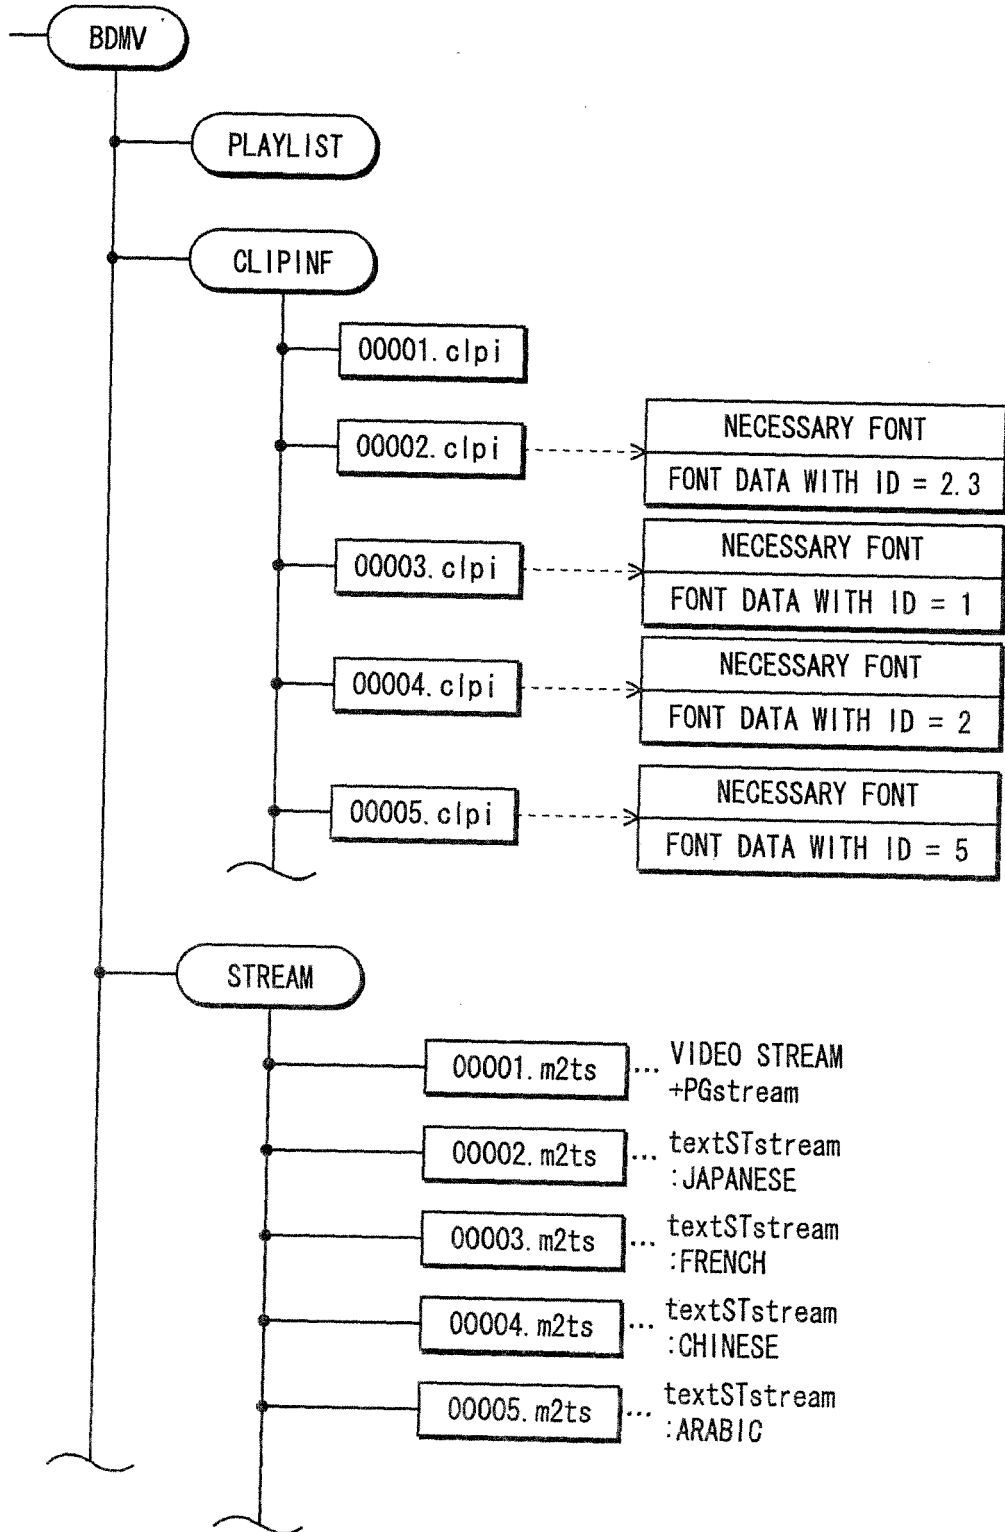 BDMV
PLAYLIST
CLIPINF
00001.clpi
00002.clpi
NECESSARY FONT
FONT DATA WITH ID = 2.3
00003.clpi
NECESSARY FONT
FONT DATA WITH ID = 1
00004.clpi
NECESSARY FONT
FONT DATA WITH ID = 2
00005.clpi
NECESSARY FONT
FONT DATA WITH ID = 5
STREAM
00001.m2ts ... VIDEO STREAM
+PGstream
00002.m2ts ... textSTstream
:JAPANESE
00003.m2ts ... textSTstream
:FRENCH
00004.m2ts ... textSTstream
:CHINESE
00005.m2ts ... textSTstream
:ARABIC